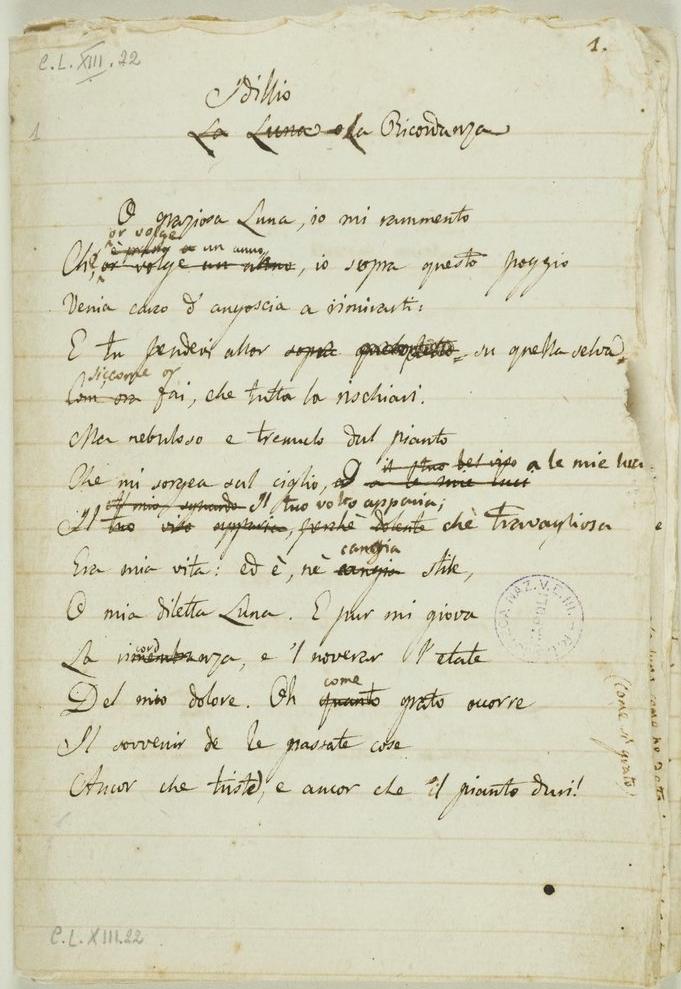 C.L.XIII.22
1.
1
Idillio
La Luna o la Ricordanza
O graziosa Luna, io mi rammento
or volge
è presso a un anno,
Che, or volge un anno, io sopra questo poggio
Venia carco d'angoscia a rimirarti:
E tu pendevi allor sopra su quella selva,
siccome or
Com ora fai, che tutta la rischiari.
Ma nebuloso e tremulo dal pianto
il tuo bel viso a le mie luci
Che mi sorgea sul ciglio, a le mie luci
Al mio sguardo Il tuo volto apparia;
Il tuo viso apparia, perchè dolente chè travagliosa
cangia
Era mia vita: ed è, nè cangia stile,
O mia diletta Luna. E pur mi giova
cord
La rimembranza, e 'l noverar l'etate
come
Del mio dolore. Oh quanto grato occorre
Il sovvenir de le passate cose
Ancor che triste, e ancor che il pianto duri!
(come sì grato!
C.L.XIII.22